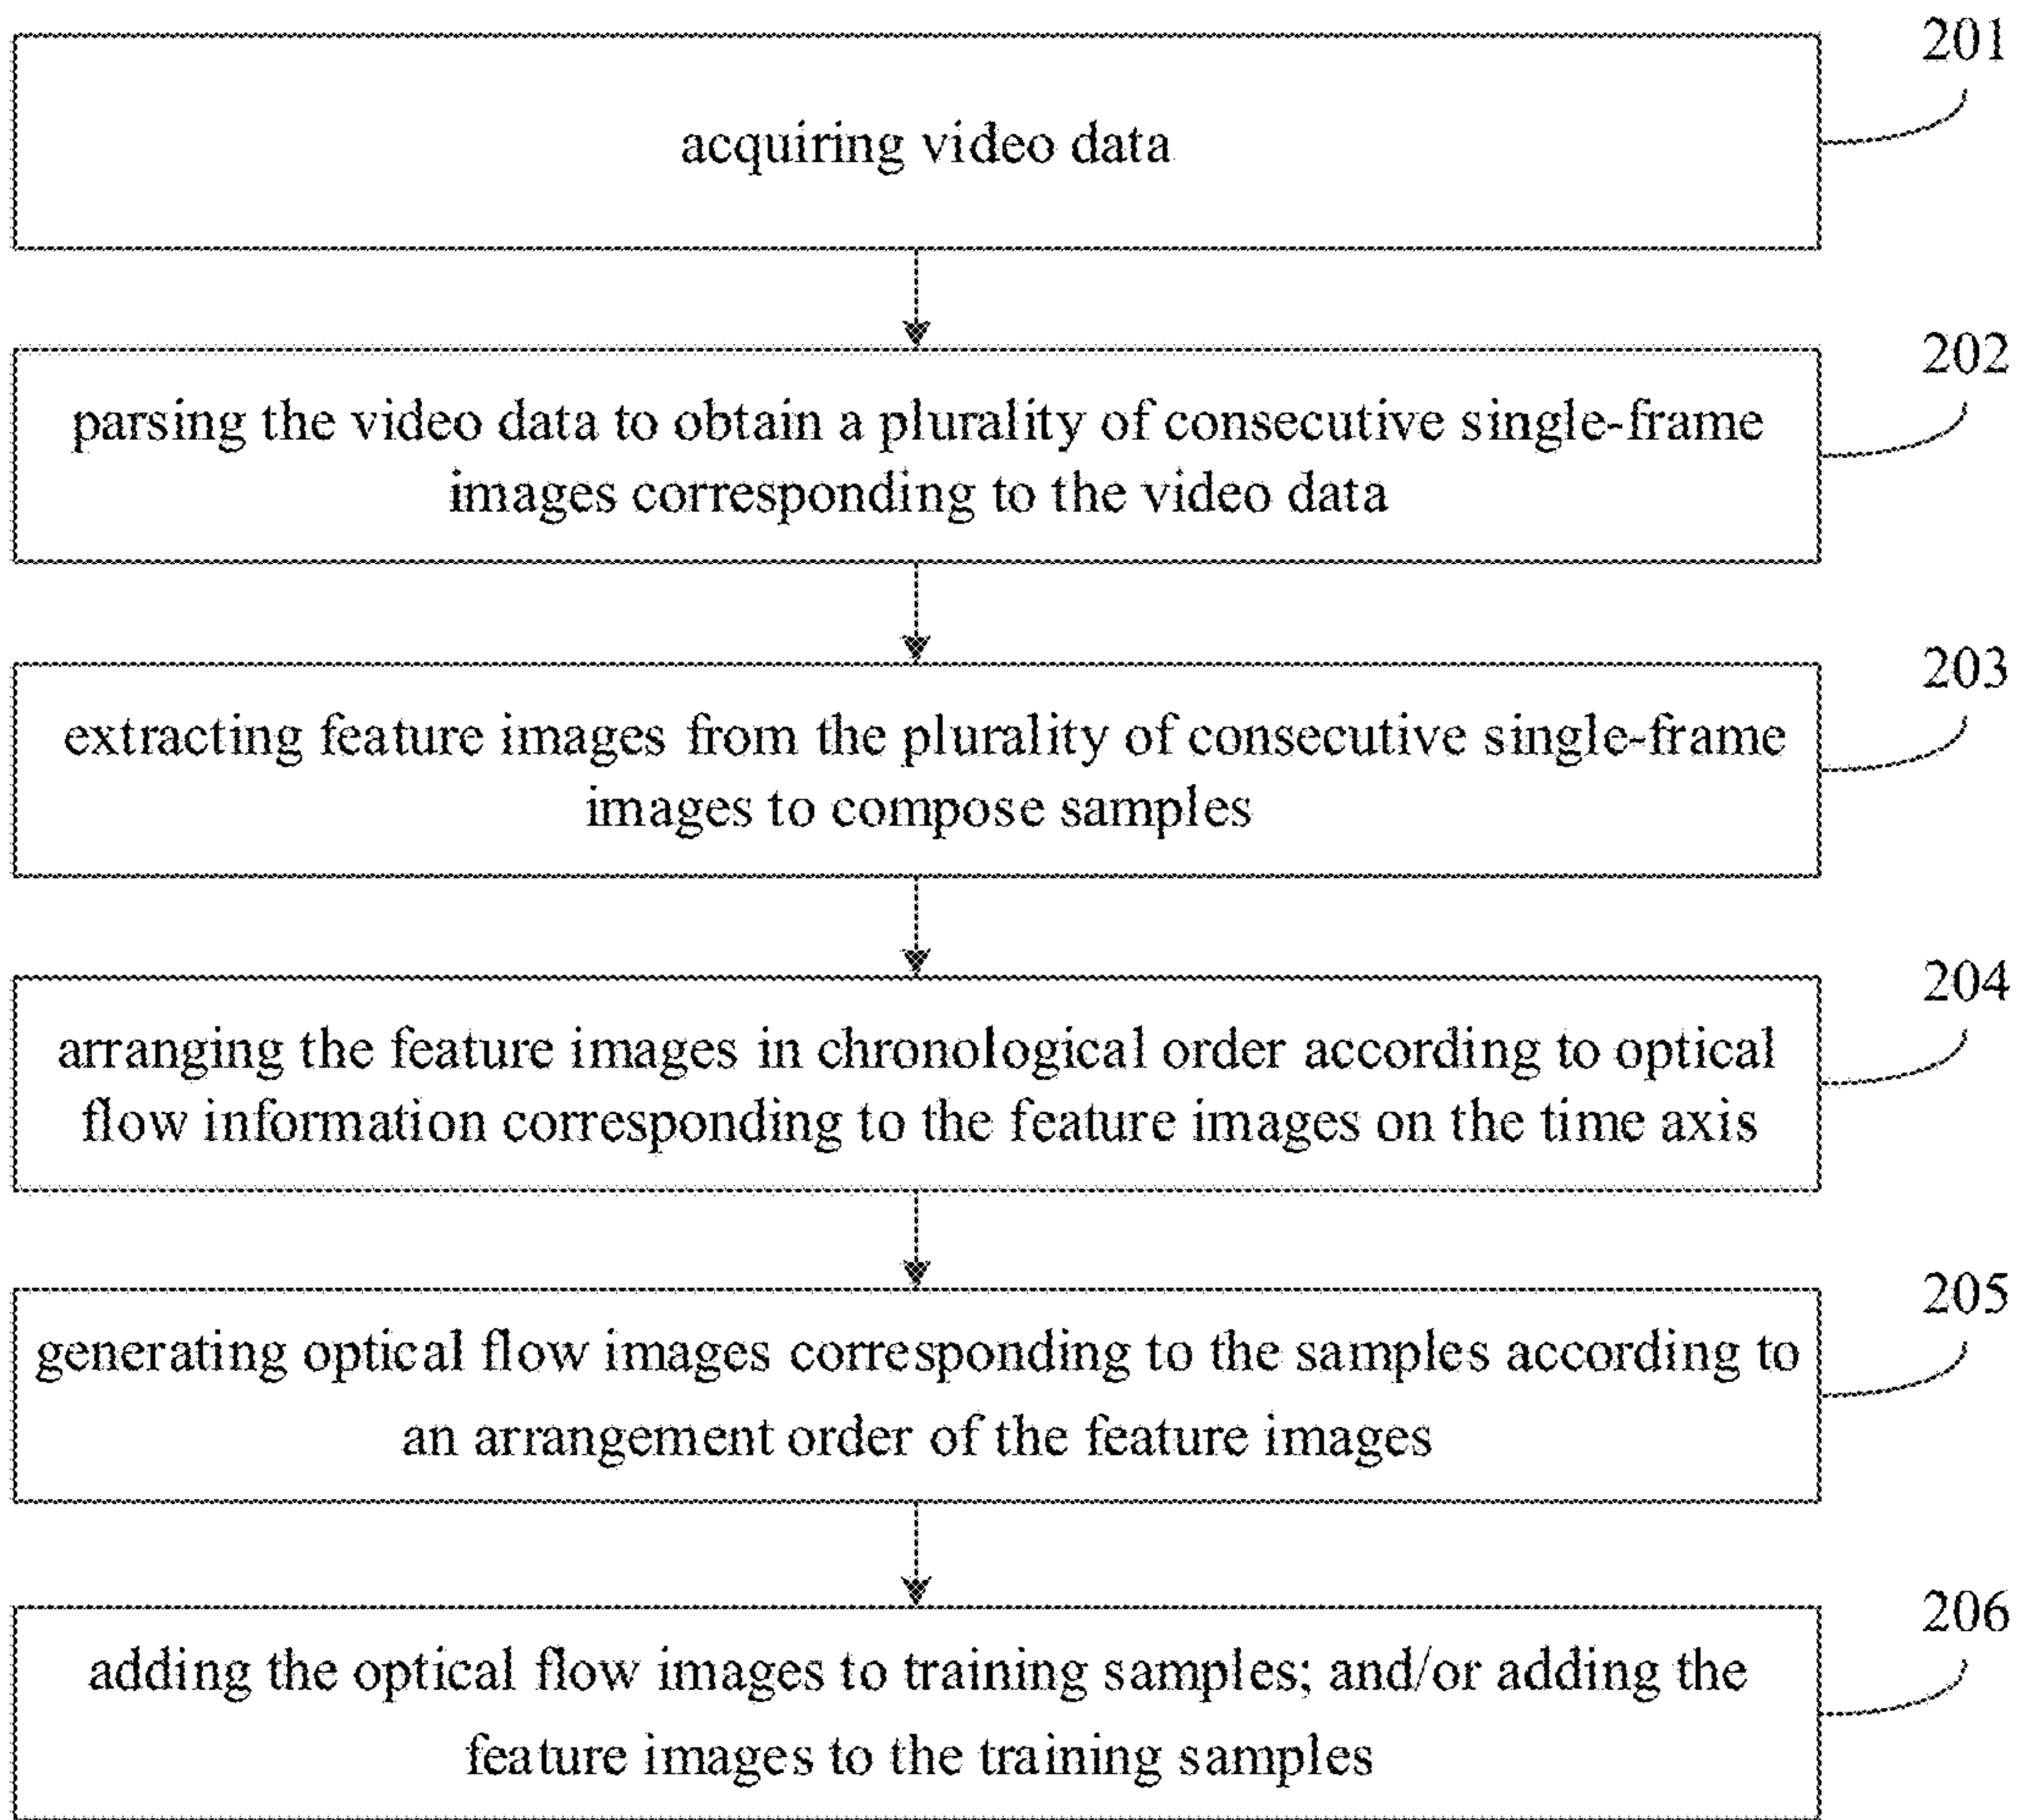 201
acquiring video data
202
parsing the video data to obtain a plurality of consecutive single-frame
images corresponding to the video data
203
extracting feature images from the plurality of consecutive single-frame
images to compose samples
204
arranging the feature images in chronological order according to optical
flow information corresponding to the feature images on the time axis
205
generating optical flow images corresponding to the samples according to
an arrangement order of the feature images
206
adding the optical flow images to training samples; and/or adding the
feature images to the training samples